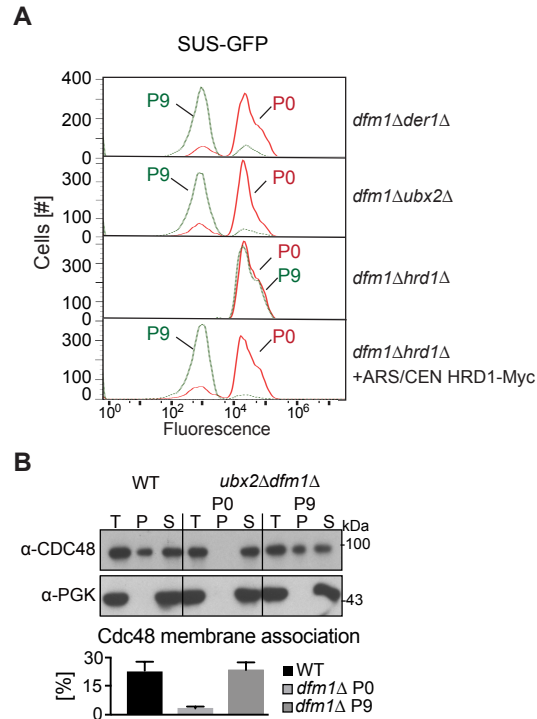 A
SUS-GFP
400
200
0
P9
P0
dfm1Δder1Δ
300
0
P9
P0
dfm1Δubx2Δ
300
0
P0
P9
dfm1Δhrd1Δ
300
0
P9
P0
dfm1Δhrd1Δ
+ARS/CEN HRD1-Myc
Cells [#]
10⁰ 10² 10⁴ 10⁶
Fluorescence
B
WT ubx2Δdfm1Δ
P0 P9
T P S T P S T P S kDa
α-CDC48 -100
α-PGK -43
Cdc48 membrane association
[%]
30
15
0
WT
dfm1Δ P0
dfm1Δ P9